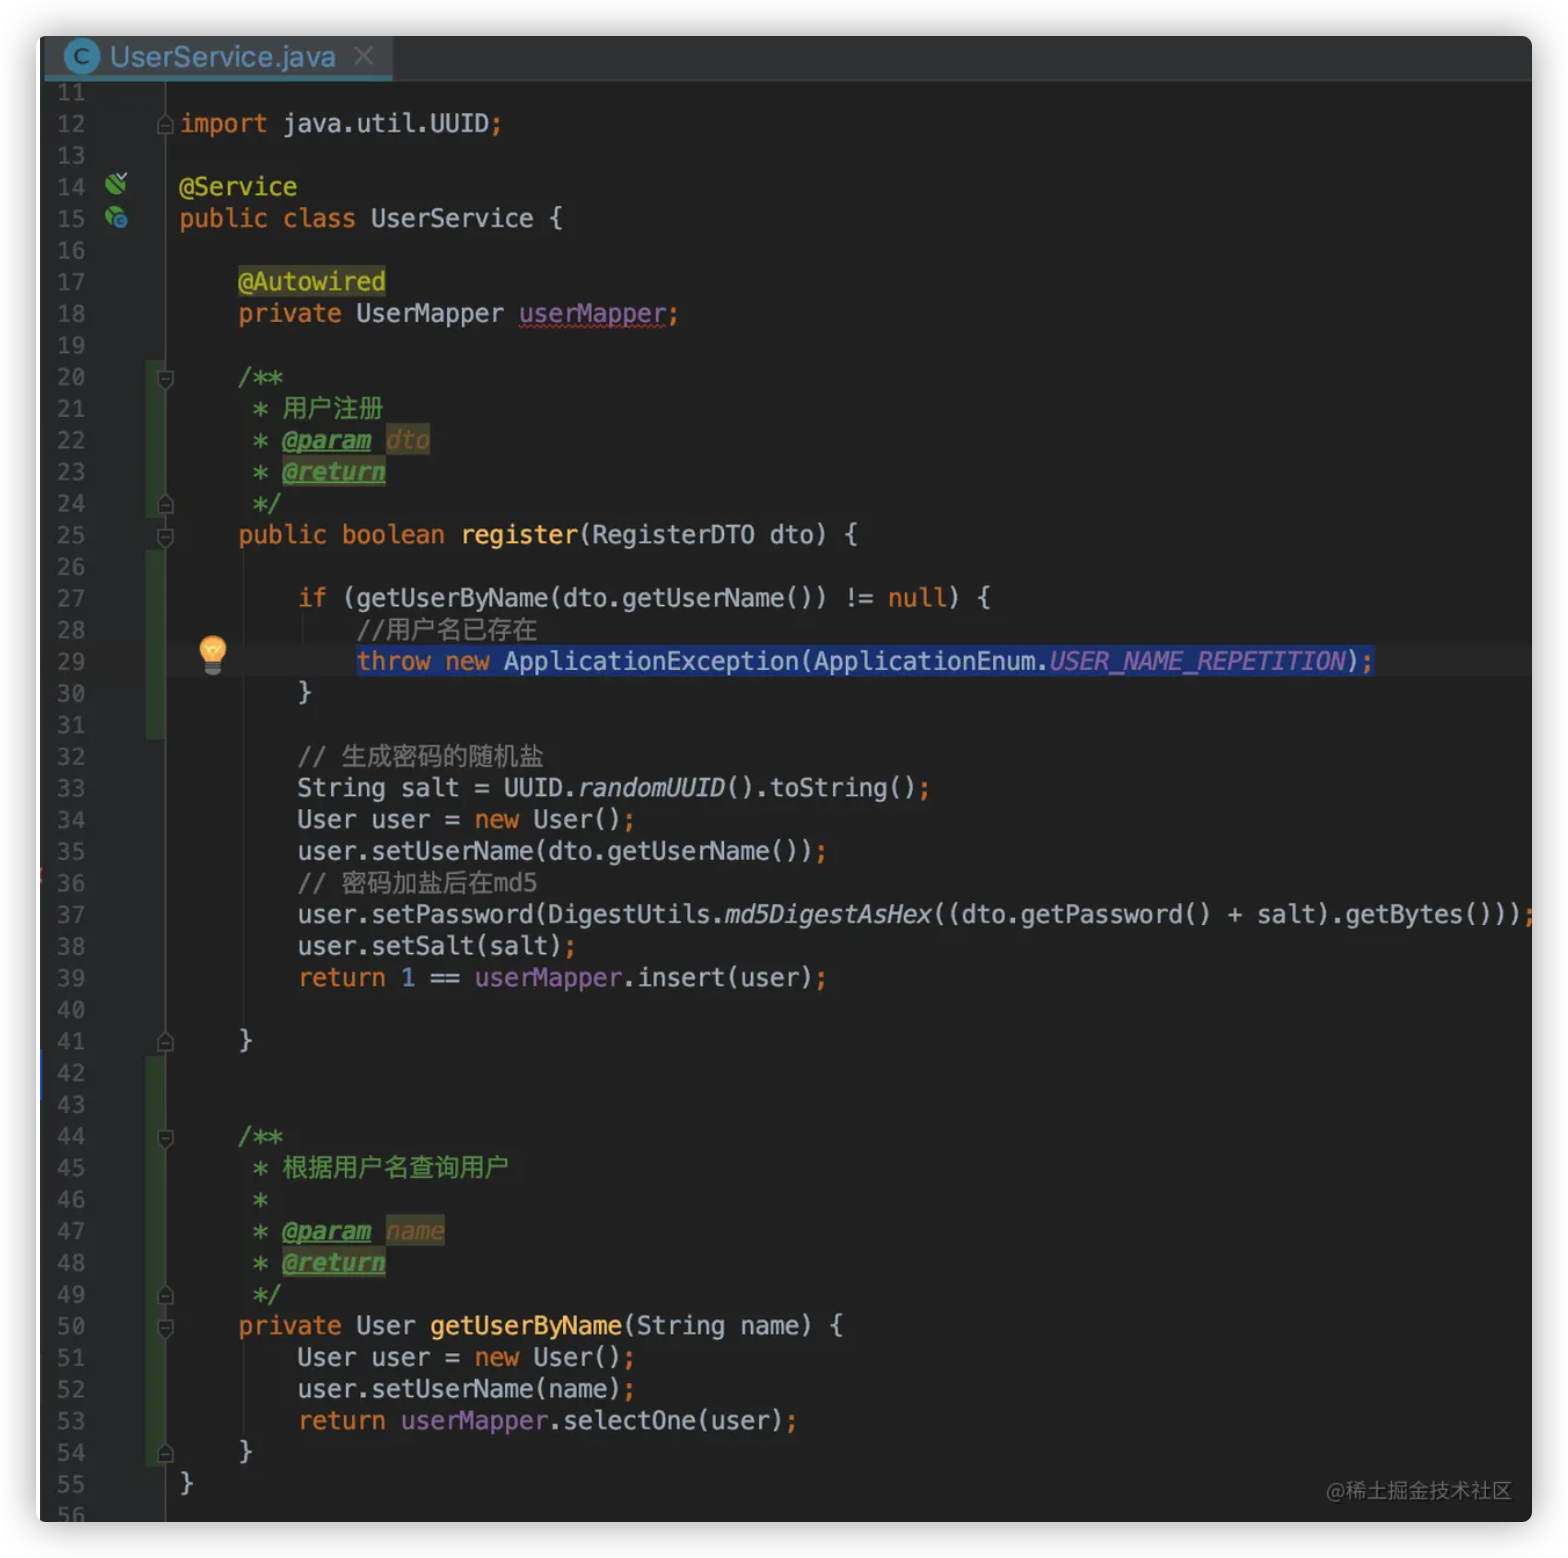 UserService.java
11
12 import java.util.UUID;
13
14 @Service
15 public class UserService {
16
17 @Autowired
18 private UserMapper userMapper;
19
20 /**
21 * 用户注册
22 * @param dto
23 * @return
24 */
25 public boolean register(RegisterDTO dto) {
26
27 if (getUserByName(dto.getUserName()) != null) {
28 //用户名已存在
29 throw new ApplicationException(ApplicationEnum.USER_NAME_REPETITION);
30 }
31
32 // 生成密码的随机盐
33 String salt = UUID.randomUUID().toString();
34 User user = new User();
35 user.setUserName(dto.getUserName());
36 // 密码加盐后在md5
37 user.setPassword(DigestUtils.md5DigestAsHex((dto.getPassword() + salt).getBytes()));
38 user.setSalt(salt);
39 return 1 == userMapper.insert(user);
40
41 }
42
43
44 /**
45 * 根据用户名查询用户
46 *
47 * @param name
48 * @return
49 */
50 private User getUserByName(String name) {
51 User user = new User();
52 user.setUserName(name);
53 return userMapper.selectOne(user);
54 }
55 }
56
@稀土掘金技术社区